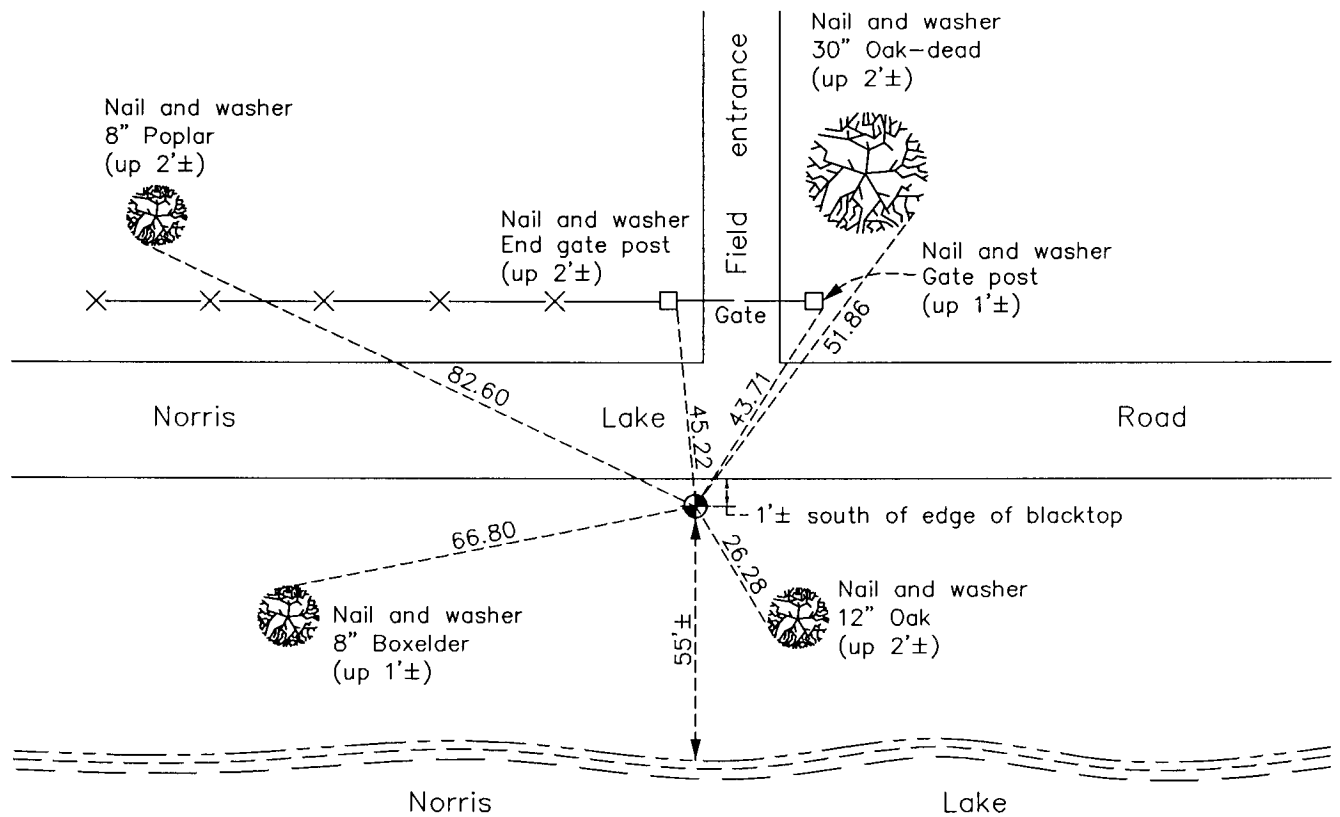 Nail and washer
30" Oak-dead
(up 2'±)
Nail and washer
8" Poplar
(up 2'±)
Field entrance
Nail and washer
End gate post
(up 2'±)
Nail and washer
Gate post
(up 1'±)
Gate
51.86
43.71
82.60
45.22
Norris Lake Road
1'± south of edge of blacktop
66.80
26.28
Nail and washer
12" Oak
(up 2'±)
Nail and washer
8" Boxelder
(up 1'±)
55'±
Norris Lake